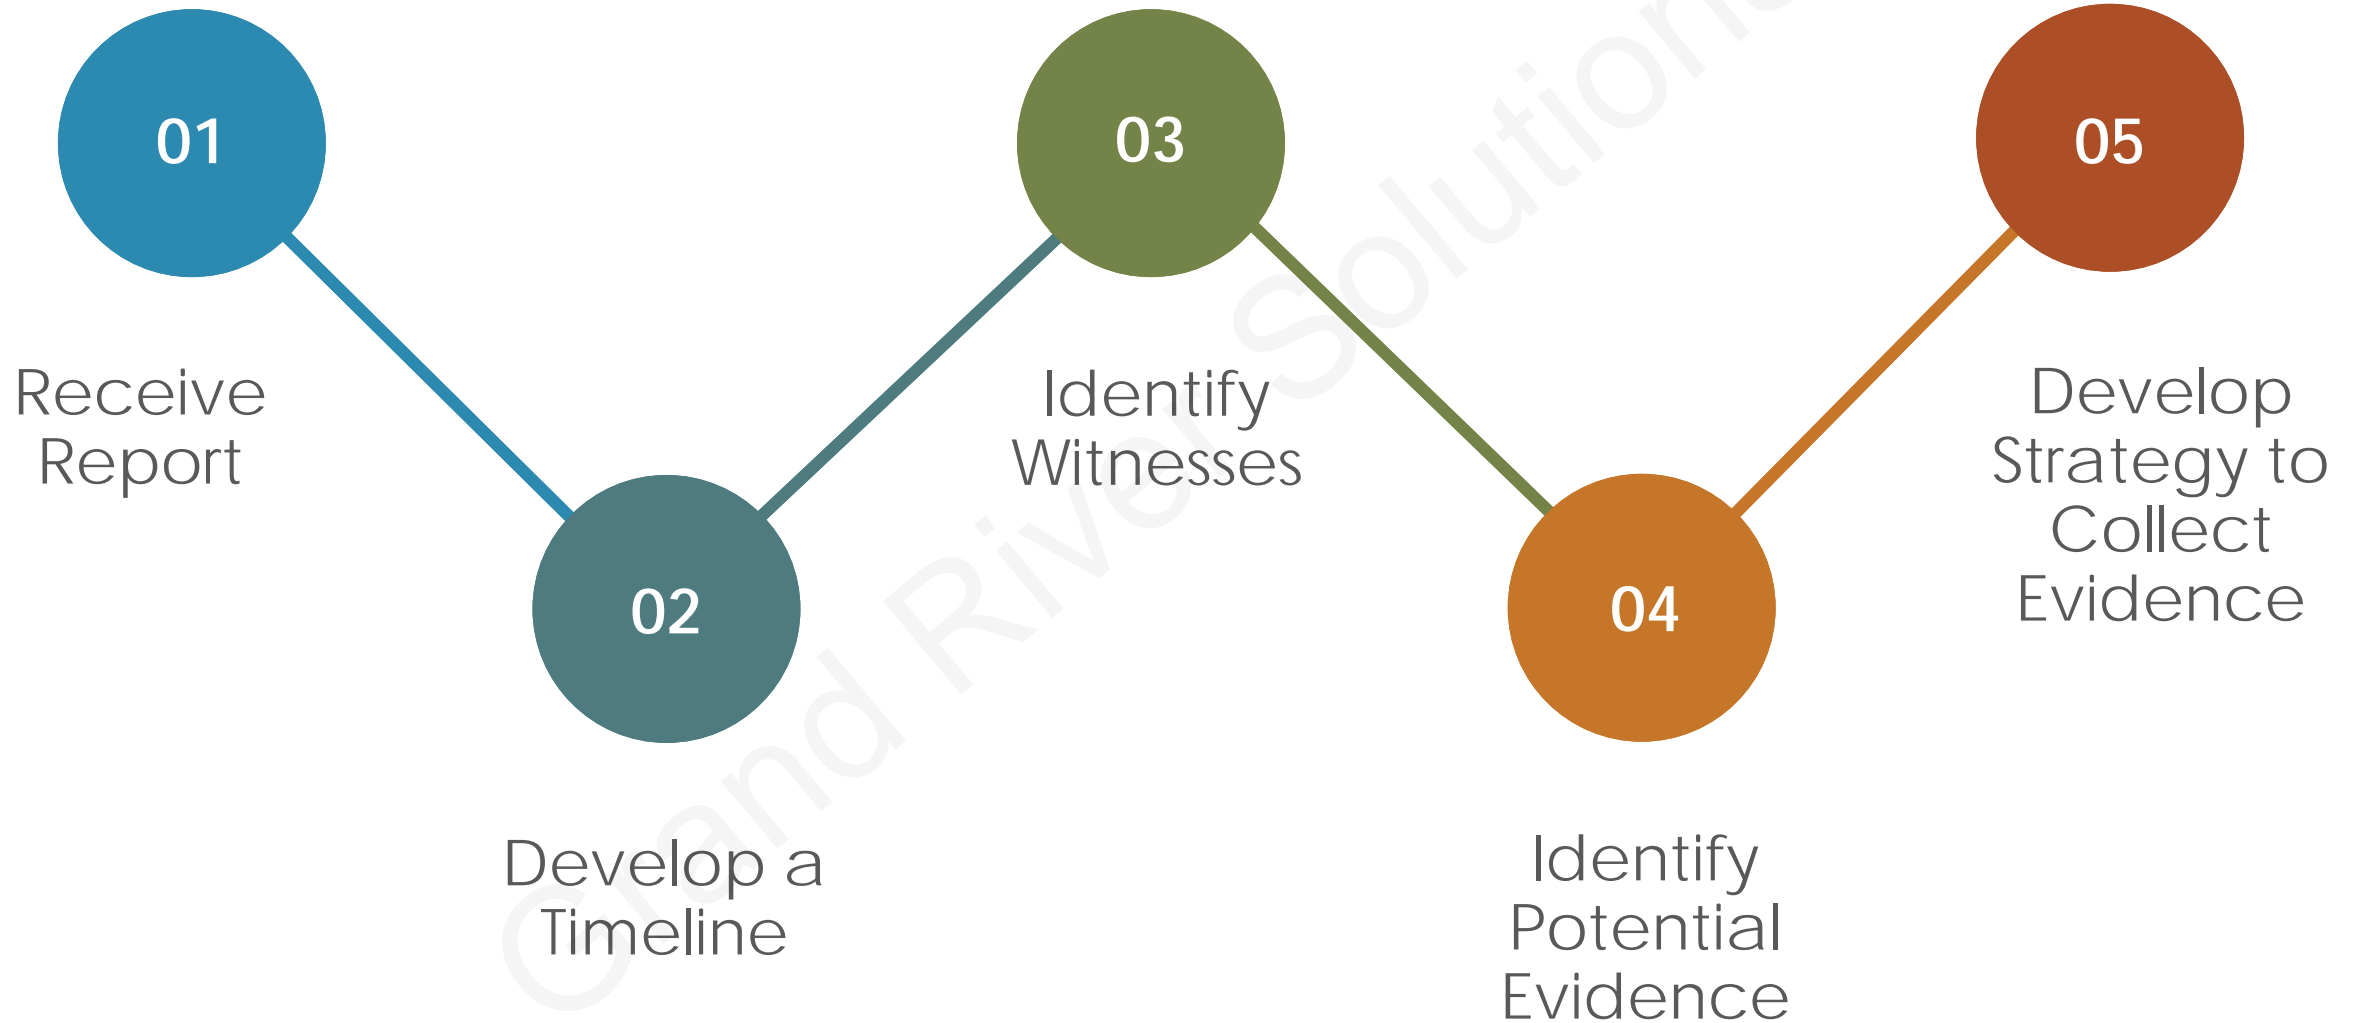 01
Receive
Report
02
Develop a
Timeline
03
Identify
Witnesses
04
Identify
Potential
Evidence
05
Develop
Strategy to
Collect
Evidence
Grand River Solution